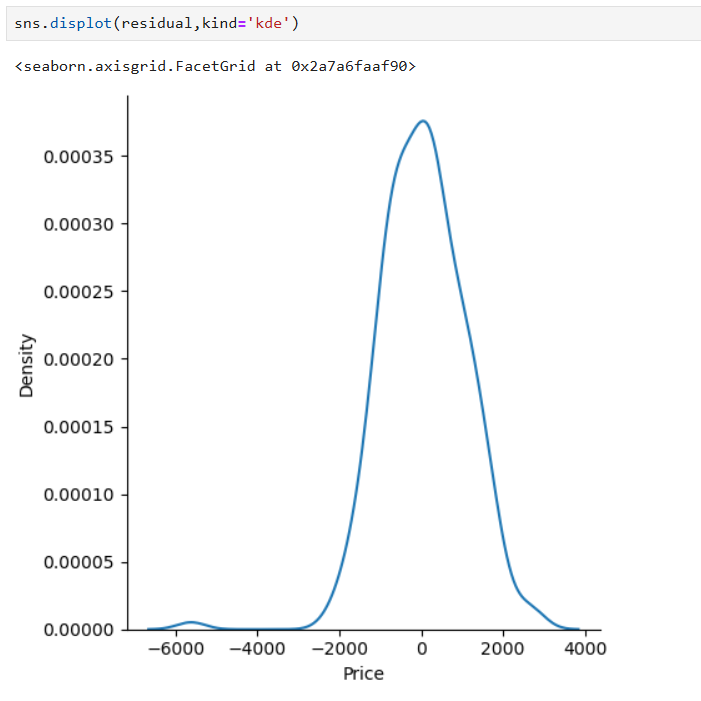 sns.displot(residual,kind='kde')
<seaborn.axisgrid.FacetGrid at 0x2a7a6faaf90>
0.00035
0.00030
0.00025
0.00020
0.00015
0.00010
0.00005
0.00000
Density
−6000 −4000 −2000 0 2000 4000
Price